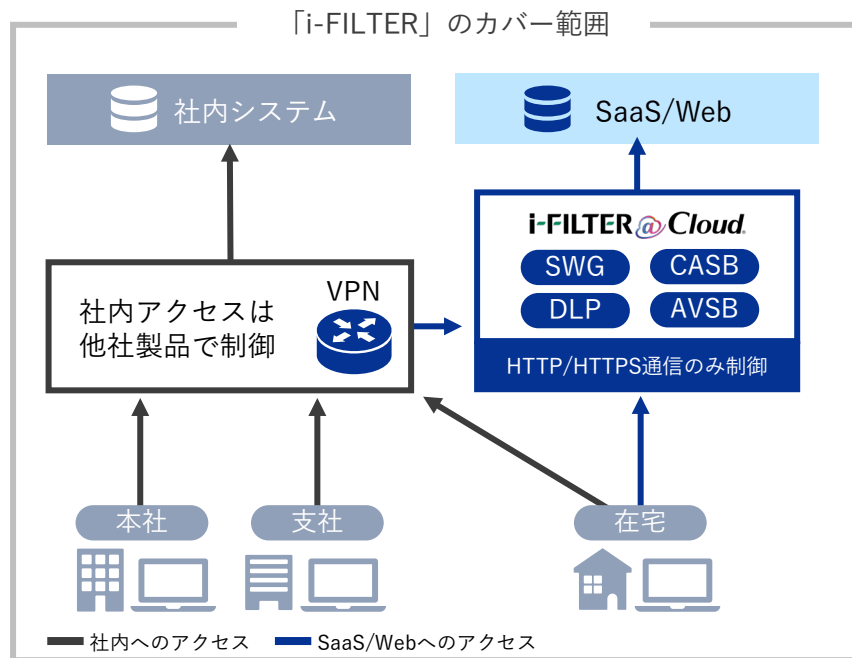 「i-FILTER」のカバー範囲
社内システム
SaaS/Web
i-FILTER@Cloud®
SWG
CASB
DLP
AVSB
HTTP/HTTPS通信のみ制御
社内アクセスは
他社製品で制御
VPN
本社
支社
在宅
社内へのアクセス
SaaS/Webへのアクセス